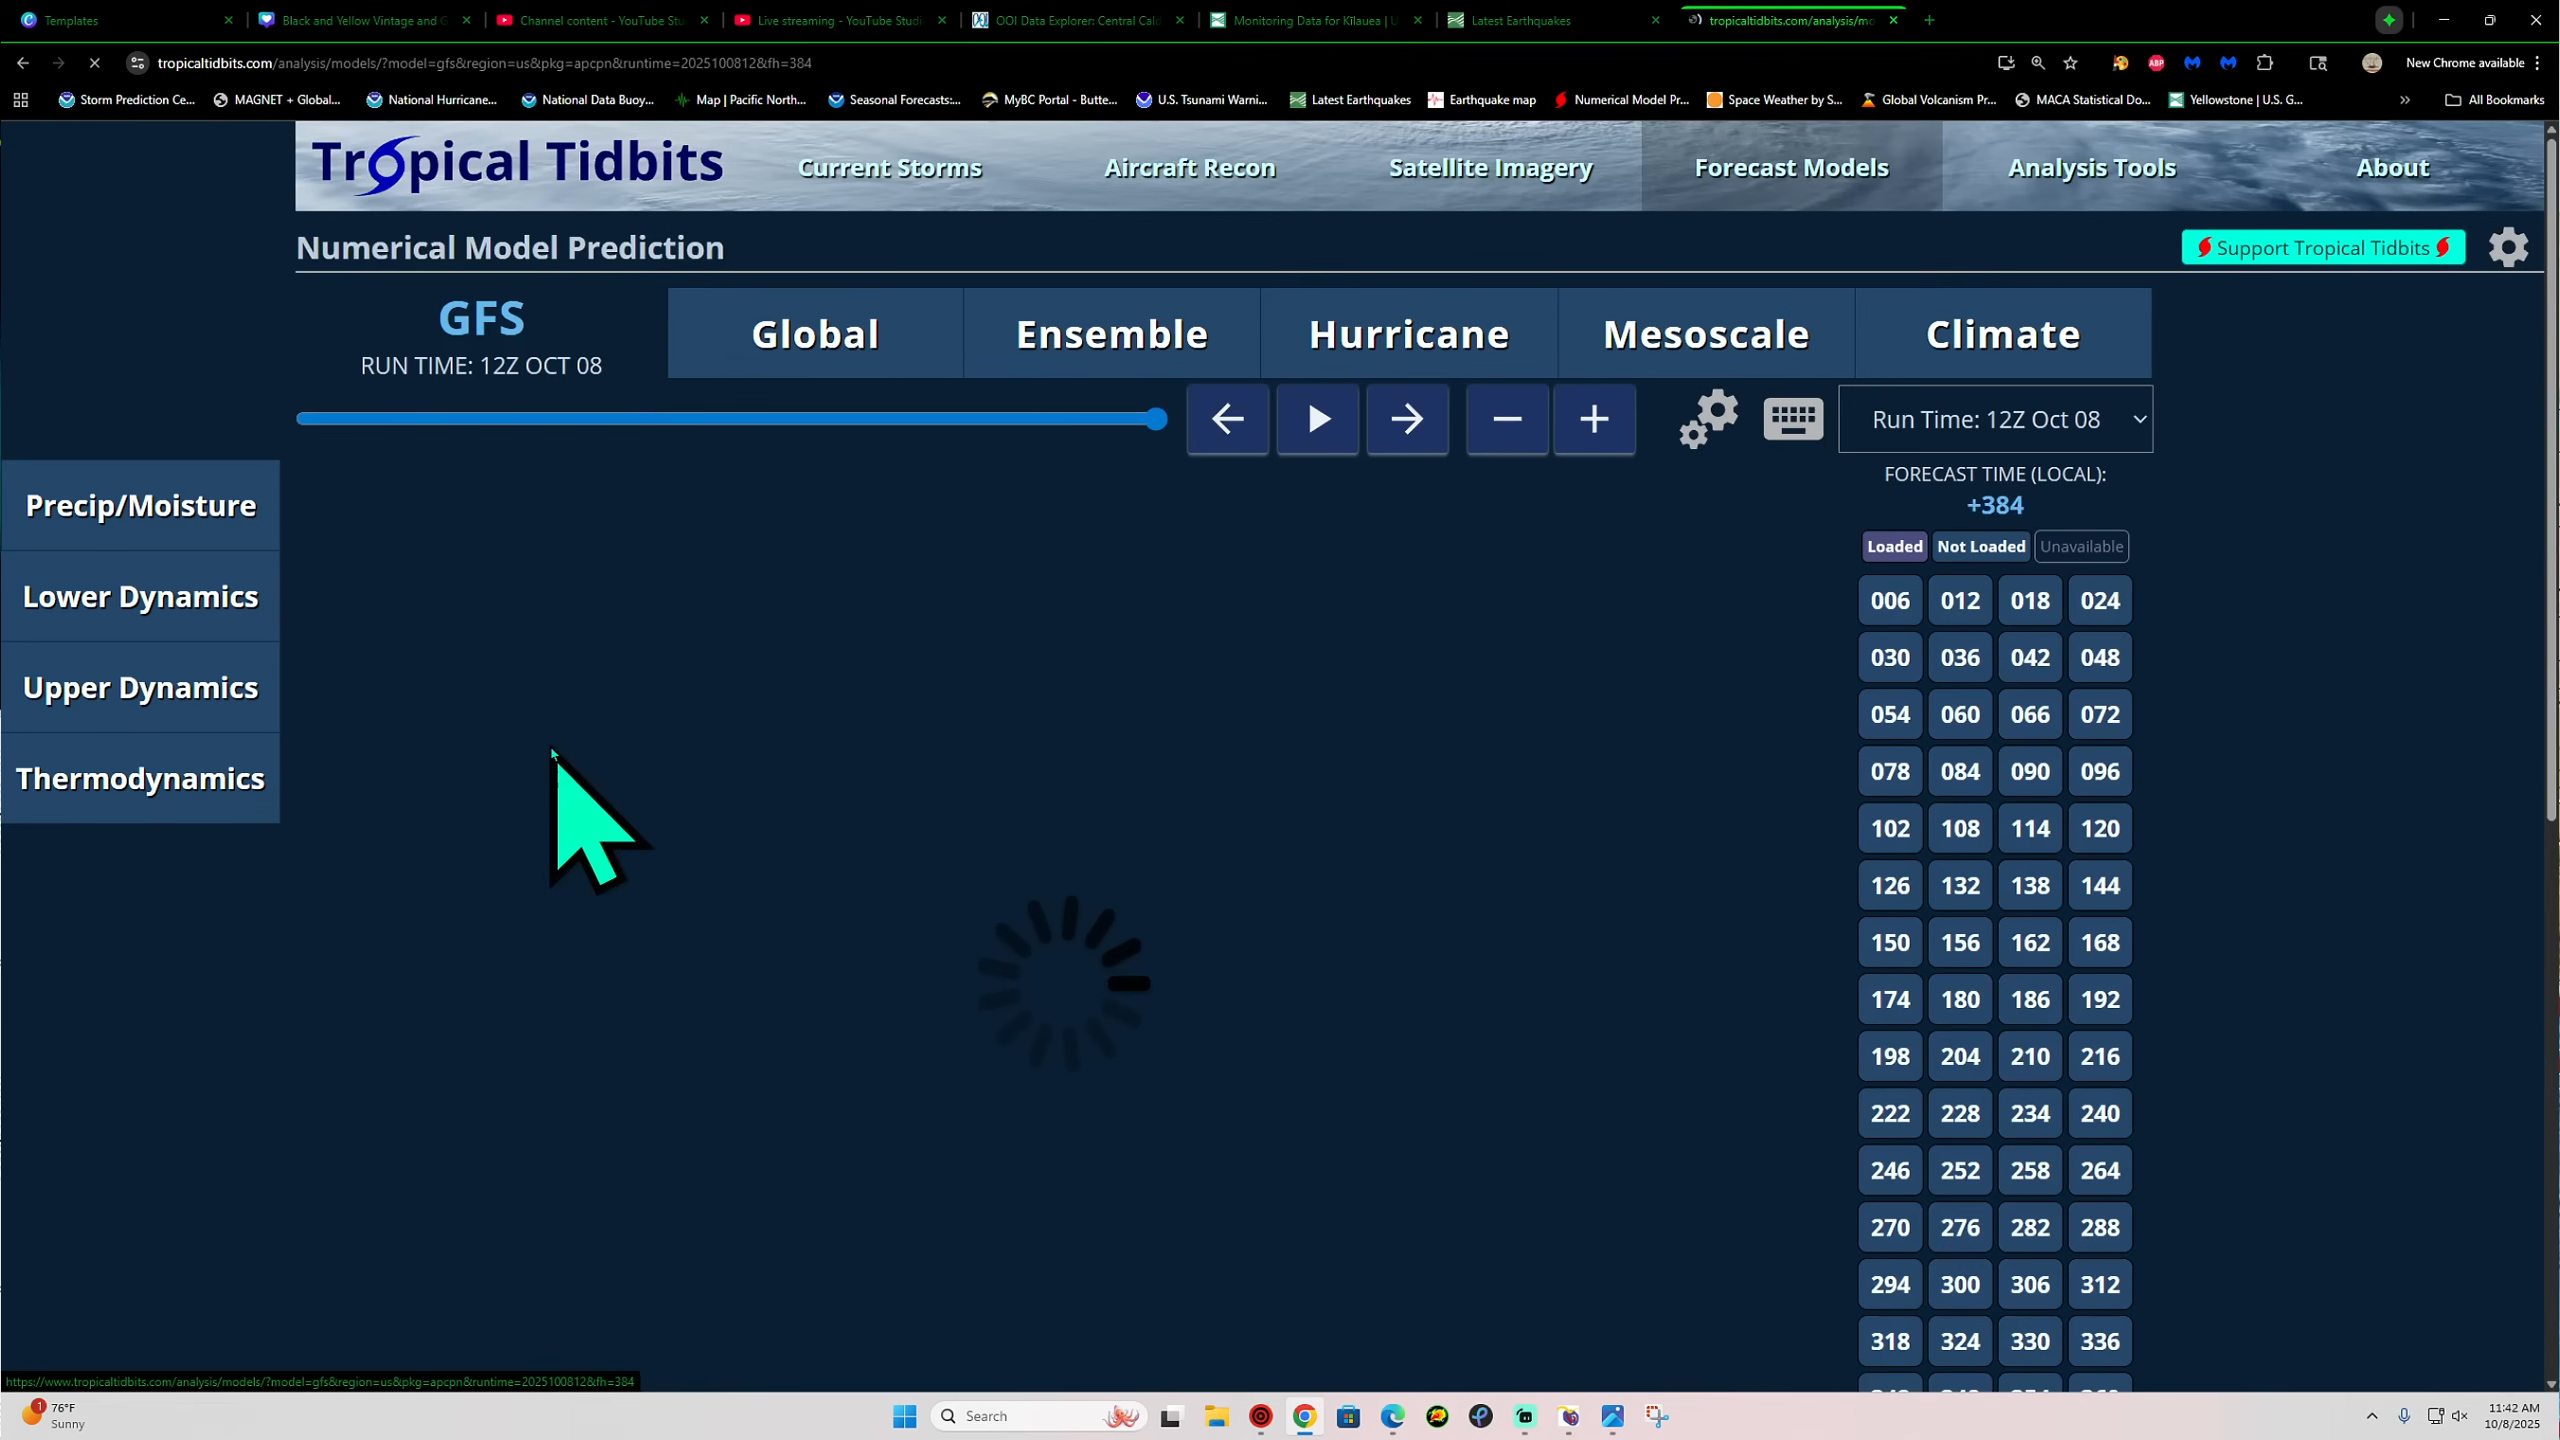 Templates
Black and Yellow Vintage and G
Channel content - YouTube Stu
Live streaming - YouTube Studi
OOI Data Explorer: Central Cald
Monitoring Data for Kīlauea | U
Latest Earthquakes
tropicaltidbits.com/analysis/mo
tropicaltidbits.com/analysis/models/?model=gfs&region=us&pkg=apcpn&runtime=2025100812&fh=384
ABP
New Chrome available
Storm Prediction Ce...
MAGNET + Global...
National Hurricane...
National Data Buoy...
Map | Pacific North...
Seasonal Forecasts:...
MyBC Portal - Butte...
U.S. Tsunami Warni...
Latest Earthquakes
Earthquake map
Numerical Model Pr...
Space Weather by S...
Global Volcanism Pr...
MACA Statistical Do...
Yellowstone | U.S. G...
All Bookmarks
Tropical Tidbits
Current Storms
Aircraft Recon
Satellite Imagery
Forecast Models
Analysis Tools
About
Numerical Model Prediction
Support Tropical Tidbits
GFS
RUN TIME: 12Z OCT 08
Global
Ensemble
Hurricane
Mesoscale
Climate
Run Time: 12Z Oct 08
FORECAST TIME (LOCAL):
+384
Loaded Not Loaded Unavailable
Precip/Moisture
Lower Dynamics
Upper Dynamics
Thermodynamics
006 012 018 024
030 036 042 048
054 060 066 072
078 084 090 096
102 108 114 120
126 132 138 144
150 156 162 168
174 180 186 192
198 204 210 216
222 228 234 240
246 252 258 264
270 276 282 288
294 300 306 312
318 324 330 336
https://www.tropicaltidbits.com/analysis/models/?model=gfs&region=us&pkg=apcpn&runtime=2025100812&fh=384
1
76°F
Sunny
Search
11:42 AM
10/8/2025